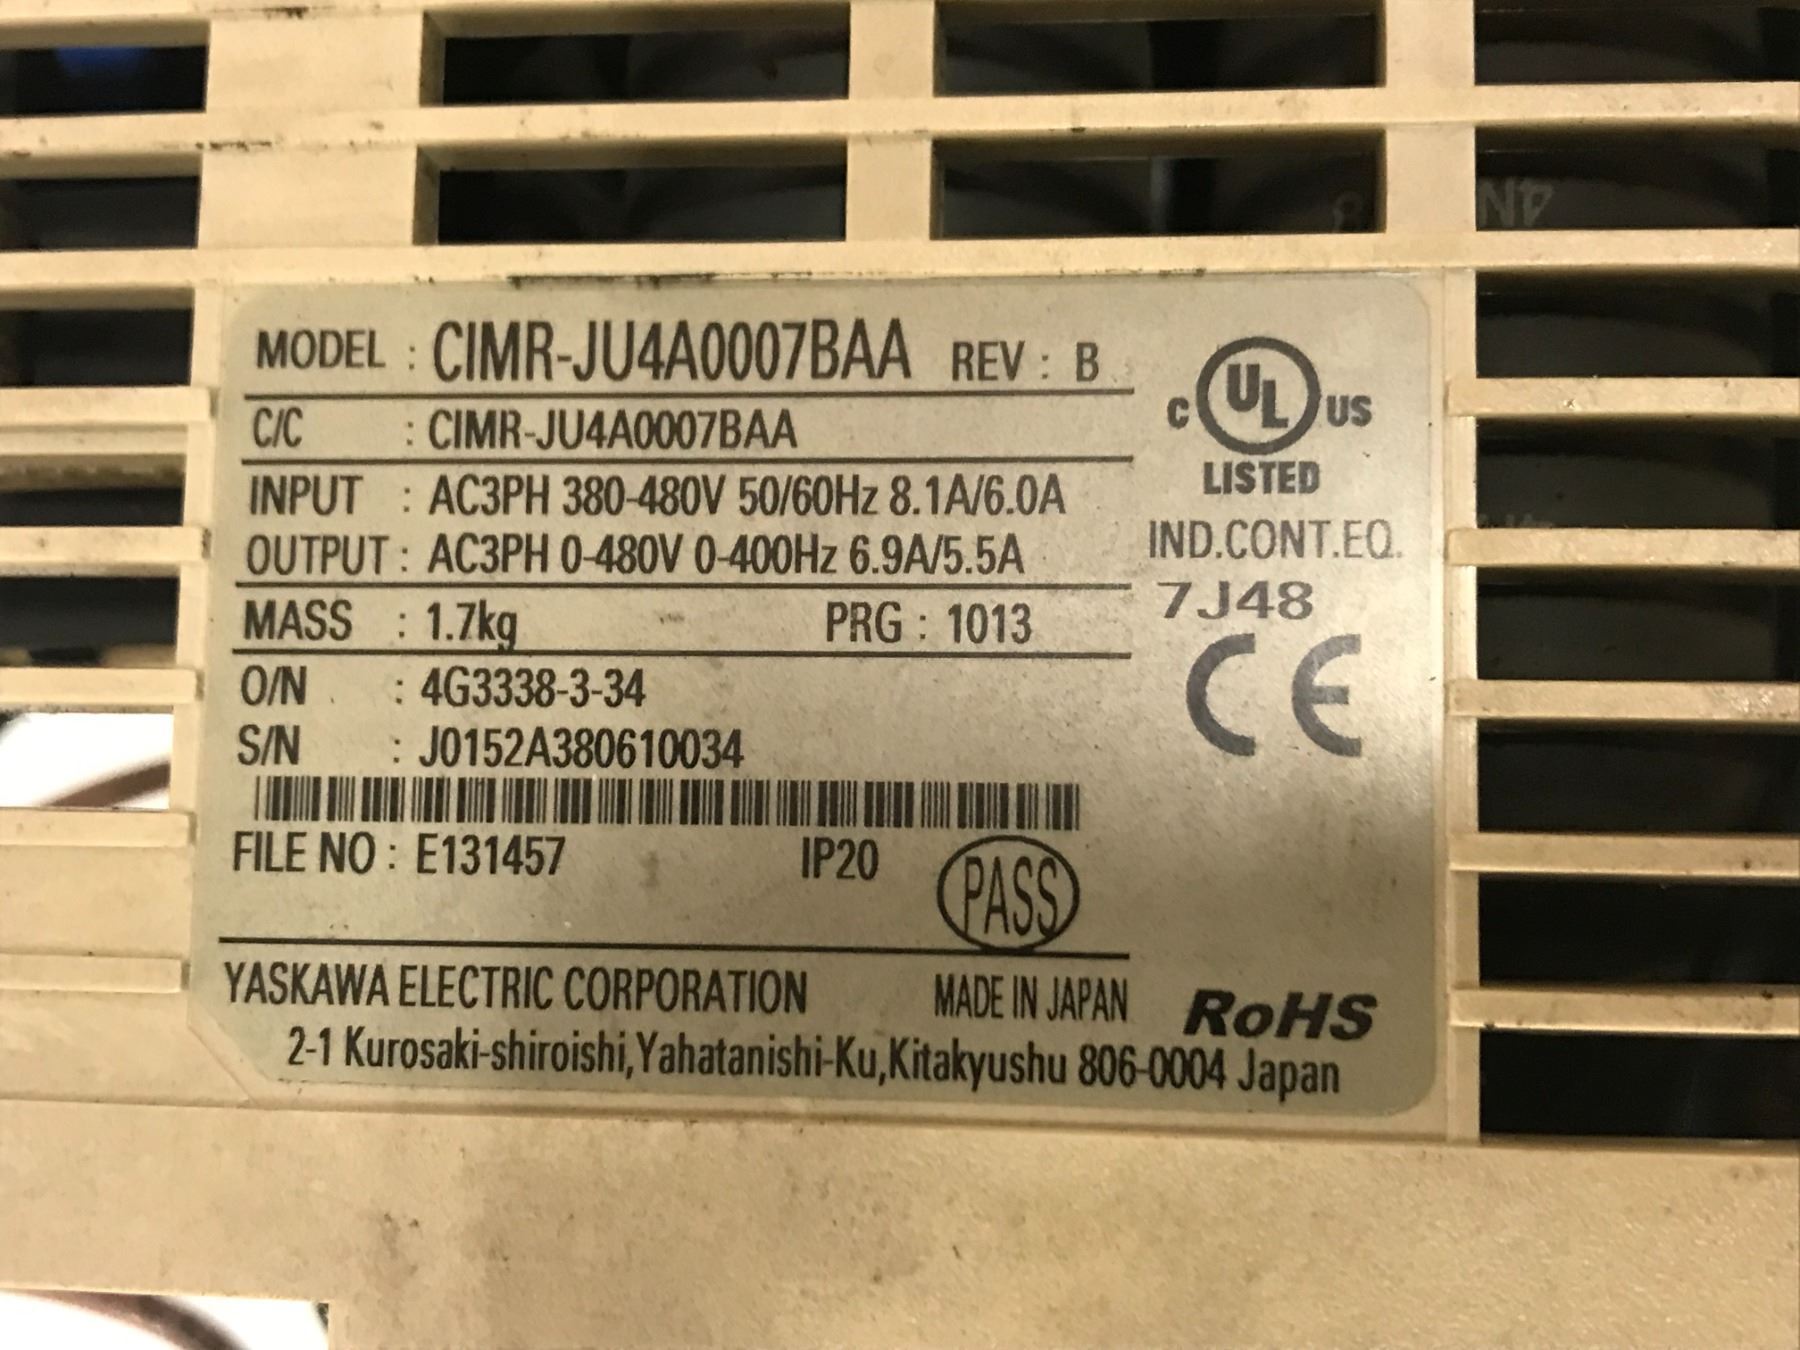 MODEL : CIMR-JU4A0007BAA REV : B
C/C : CIMR-JU4A0007BAA
INPUT : AC3PH 380-480V 50/60Hz 8.1A/6.0A
OUTPUT : AC3PH 0-480V 0-400Hz 6.9A/5.5A
MASS : 1.7kg PRG : 1013
O/N : 4G3338-3-34
S/N : J0152A380610034
FILE NO : E131457 IP20
PASS
C UL US
LISTED
IND.CONT.EQ.
7J48
CE
YASKAWA ELECTRIC CORPORATION MADE IN JAPAN
RoHS
2-1 Kurosaki-shiroishi,Yahatanishi-Ku,Kitakyushu 806-0004 Japan